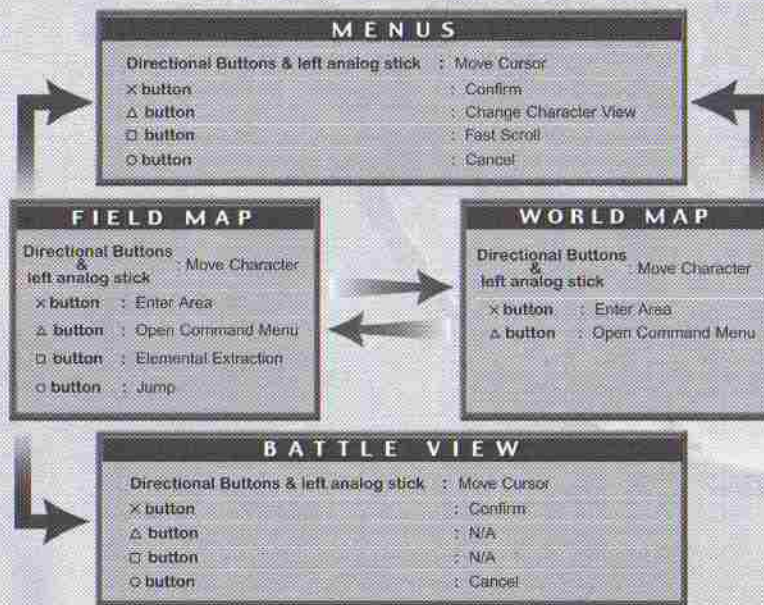 MENUS
Directional Buttons & left analog stick : Move Cursor
× button : Confirm
△ button : Change Character View
□ button : Fast Scroll
○ button : Cancel
FIELD MAP
Directional Buttons
&
left analog stick : Move Character
× button : Enter Area
△ button : Open Command Menu
□ button : Elemental Extraction
○ button : Jump
WORLD MAP
Directional Buttons
&
left analog stick : Move Character
× button : Enter Area
△ button : Open Command Menu
BATTLE VIEW
Directional Buttons & left analog stick : Move Cursor
× button : Confirm
△ button : N/A
□ button : N/A
○ button : Cancel